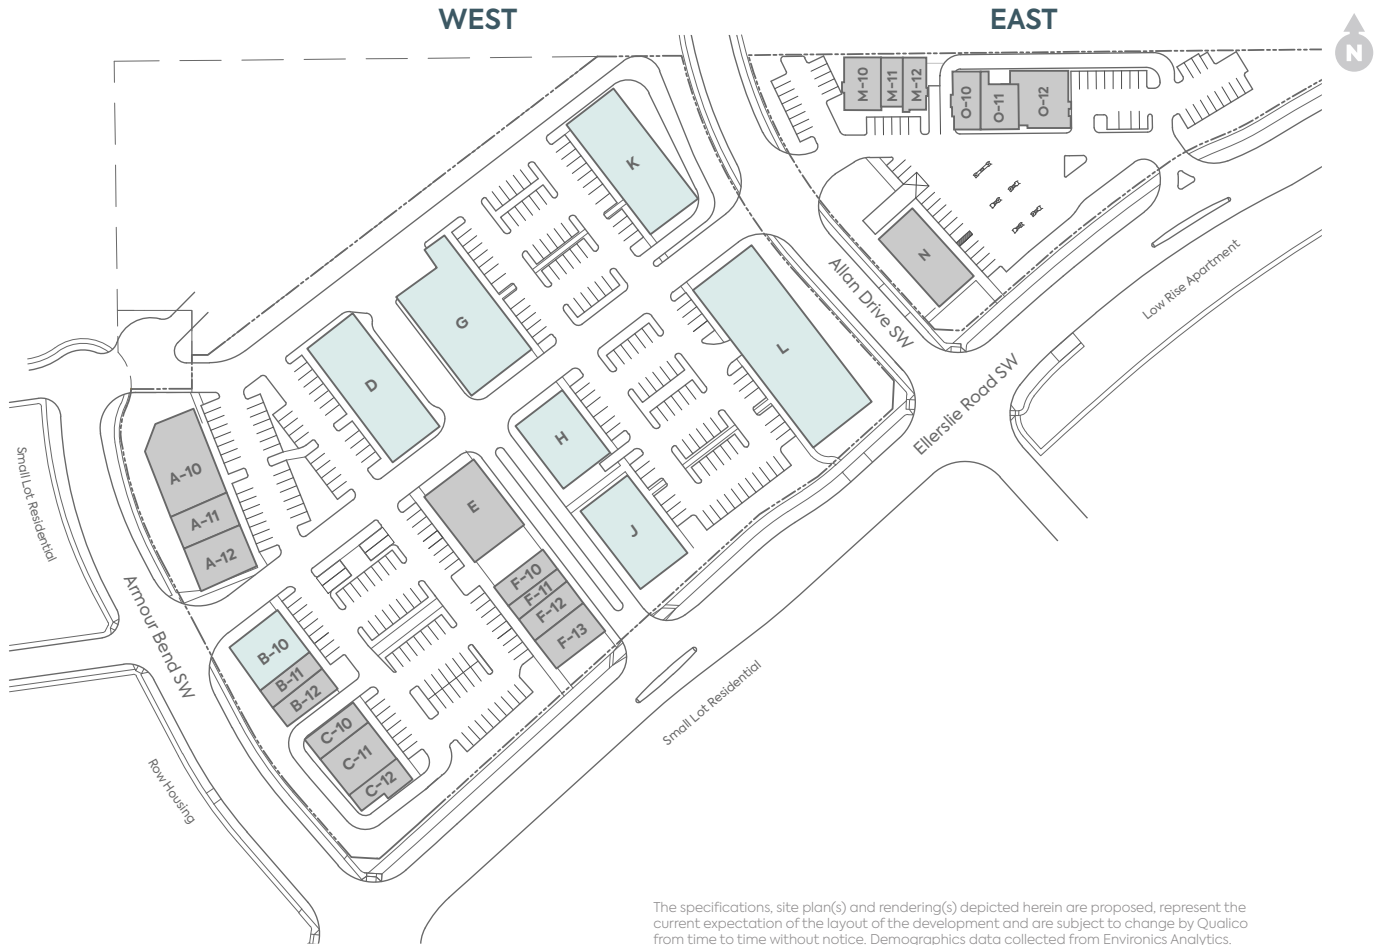 WEST
EAST
N
M-10
M-11
M-12
O-10
O-11
O-12
K
N
G
L
D
H
J
E
A-10
A-11
A-12
F-10
F-11
F-12
F-13
B-10
B-11
B-12
C-10
C-11
C-12
Allan Drive SW
Ellerslie Road SW
Low Rise Apartment
Small Lot Residential
Armour Bend SW
Row Housing
Small Lot Residential
The specifications, site plan(s) and rendering(s) depicted herein are proposed, represent the
current expectation of the layout of the development and are subject to change by Qualico
from time to time without notice. Demographics data collected from Environics Analytics.